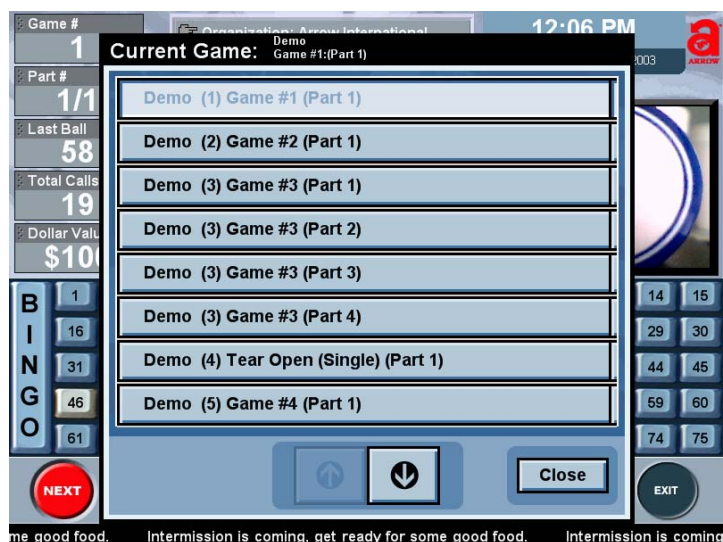 Game #
1
Organization: Arrow International
12:06 PM
2003
ARROW
Part #
1/1
Last Ball
58
Total Calls
19
Dollar Valu
$100
Current Game: Demo
Game #1:(Part 1)
Demo (1) Game #1 (Part 1)
Demo (2) Game #2 (Part 1)
Demo (3) Game #3 (Part 1)
Demo (3) Game #3 (Part 2)
Demo (3) Game #3 (Part 3)
Demo (3) Game #3 (Part 4)
Demo (4) Tear Open (Single) (Part 1)
Demo (5) Game #4 (Part 1)
Close
B 1 14 15
I 16 29 30
N 31 44 45
G 46 59 60
O 61 74 75
NEXT
EXIT
me good food. Intermission is coming, get ready for some good food. Intermission is coming